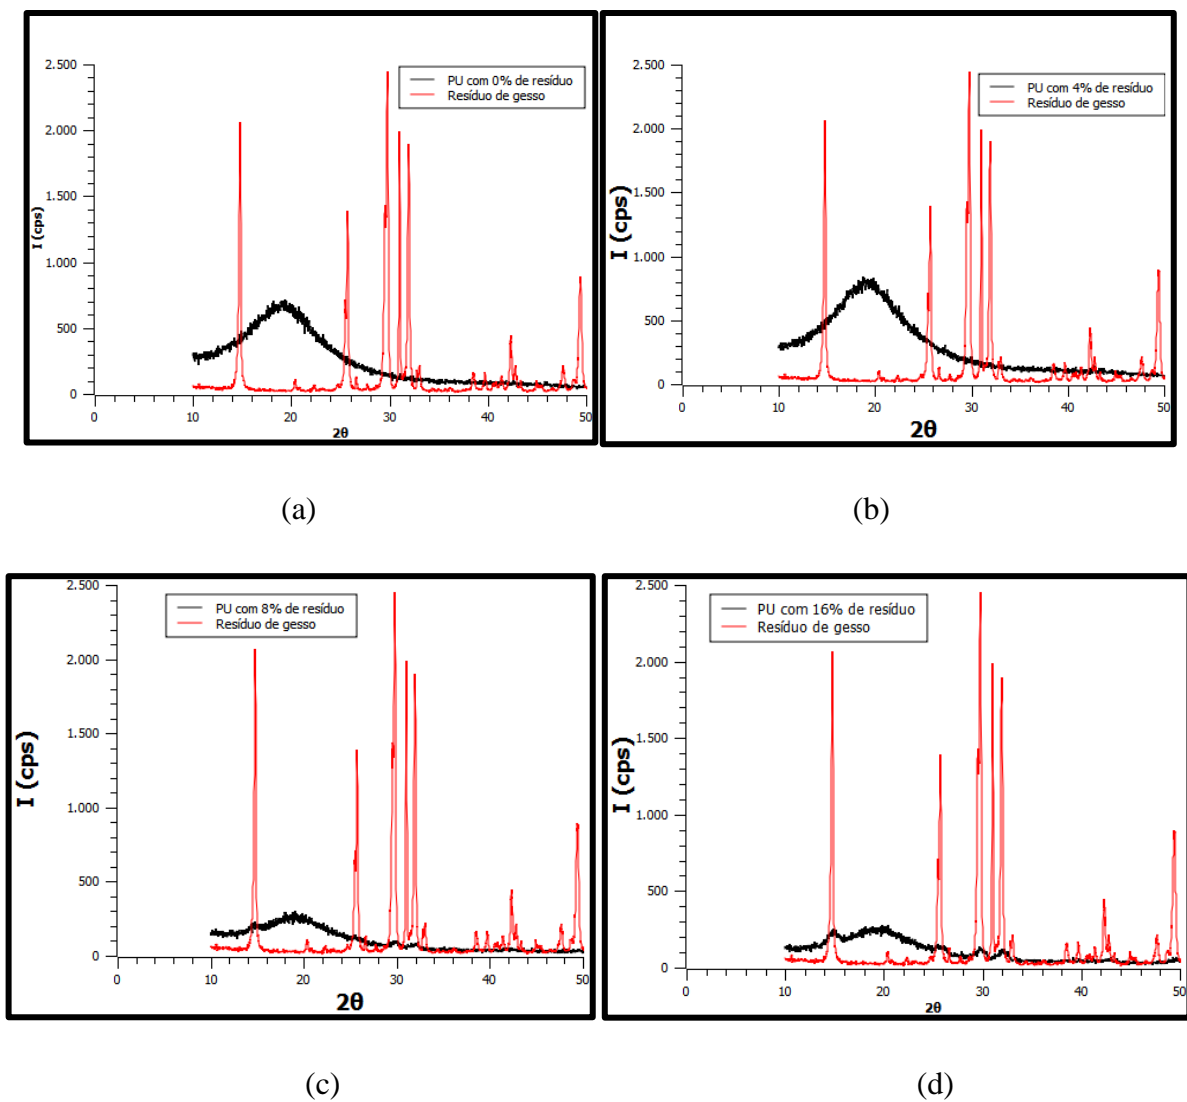 2.500
2.000
1.500
1.000
500
0
I (cps)
0 10 20 30 40 50
2θ
PU com 0% de resíduo
Resíduo de gesso
2.500
2.000
1.500
1.000
500
0
I (cps)
0 10 20 30 40 50
2θ
PU com 4% de resíduo
Resíduo de gesso
(a)
(b)
2.500
2.000
1.500
1.000
500
0
I (cps)
0 10 20 30 40 50
2θ
PU com 8% de resíduo
Resíduo de gesso
2.500
2.000
1.500
1.000
500
0
I (cps)
0 10 20 30 40 50
2θ
PU com 16% de resíduo
Resíduo de gesso
(c)
(d)